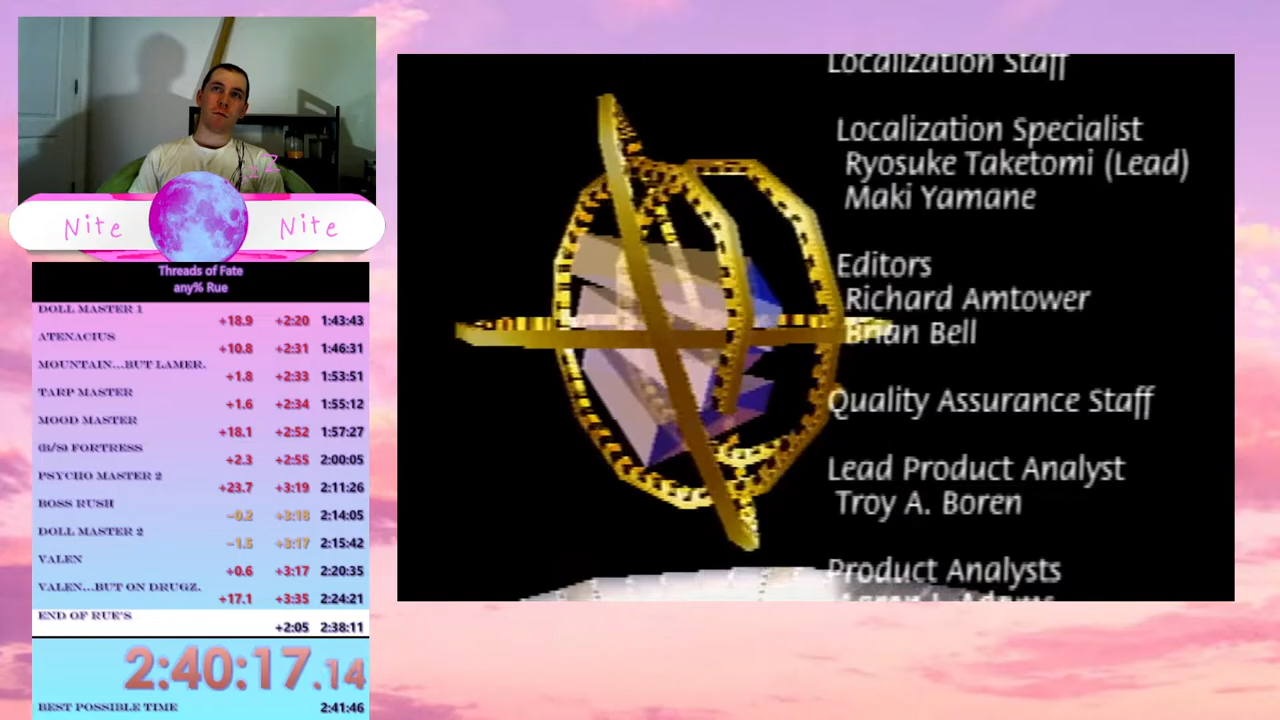 Nite
Nite
Threads of Fate
any% Rue
DOLL MASTER 1
+18.9 +2:20 1:43:43
ATENACIUS
+10.8 +2:31 1:46:31
MOUNTAIN...BUT LAMER.
+1.8 +2:33 1:53:51
TARP MASTER
+1.6 +2:34 1:55:12
MOOD MASTER
+18.1 +2:52 1:57:27
(B/S) FORTRESS
+2.3 +2:55 2:00:05
PSYCHO MASTER 2
+23.7 +3:19 2:11:26
BOSS RUSH
-0.2 +3:18 2:14:05
DOLL MASTER 2
-1.5 +3:17 2:15:42
VALEN
+0.6 +3:17 2:20:35
VALEN...BUT ON DRUGZ.
+17.1 +3:35 2:24:21
END OF RUE'S
+2:05 2:38:11
2:40:17.14
BEST POSSIBLE TIME 2:41:46
Localization Staff
Localization Specialist
Ryosuke Taketomi (Lead)
Maki Yamane
Editors
Richard Amtower
Brian Bell
Quality Assurance Staff
Lead Product Analyst
Troy A. Boren
Product Analysts